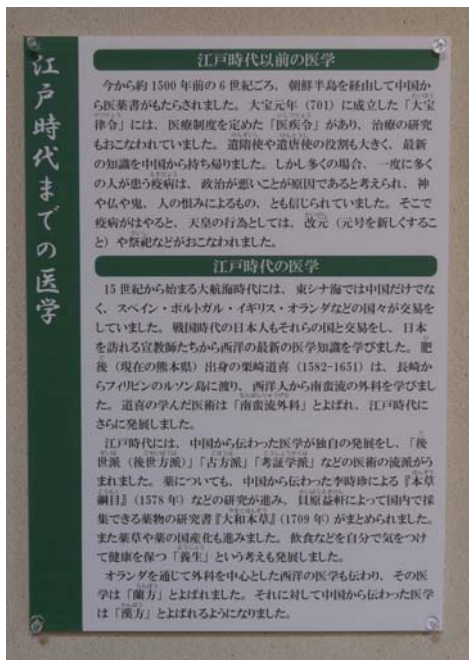 江戸時代までの医学
江戸時代以前の医学
今から約1500年前の6世紀ごろ、朝鮮半島を経由して中国か
ら医薬書がもたらされました。大宝元年（701）に成立した「大宝
律令」には、医療制度を定めた「医疾令」があり、治療の研究
もおこなわれていました。遣隋使や遣唐使の役割も大きく、最新
の知識を中国から持ち帰りました。しかし多くの場合、一度に多く
の人が患う疫病は、政治が悪いことが原因であると考えられ、神
や仏や鬼、人の恨みによるもの、とも信じられていました。そこで
疫病がはやると、天皇の行為としては、改元（元号を新しくするこ
と）や祭祀などがおこなわれました。
江戸時代の医学
15世紀から始まる大航海時代には、東シナ海では中国だけでな
く、スペイン・ポルトガル・イギリス・オランダなどの国々が交易を
していました。戦国時代の日本人もそれらの国と交易をし、日本
を訪れる宣教師たちから西洋の最新の医学知識を学びました。肥
後（現在の熊本県）出身の栗崎道喜（1582-1651）は、長崎か
らフィリピンのルソン島に渡り、西洋人から南蛮流の外科を学びまし
た。道喜の学んだ医術は「南蛮流外科」とよばれ、江戸時代に
さらに発展しました。
江戸時代には、中国から伝わった医学が独自の発展をし、「後
世派（後世方派）」「古方派」「考証学派」などの医術の流派がう
まれました。薬についても、中国から伝わった李時珍による『本草
綱目』（1578年）などの研究が進み、貝原益軒によって国内で採
集できる薬物の研究書『大和本草』（1709年）がまとめられました。
また薬草や薬の国産化も進みました。飲食などを自分で気をつけ
て健康を保つ「養生」という考えも発展しました。
オランダを通じて外科を中心とした西洋の医学も伝わり、その医
学は「蘭方」とよばれました。それに対して中国から伝わった医学
は「漢方」とよばれるようになりました。